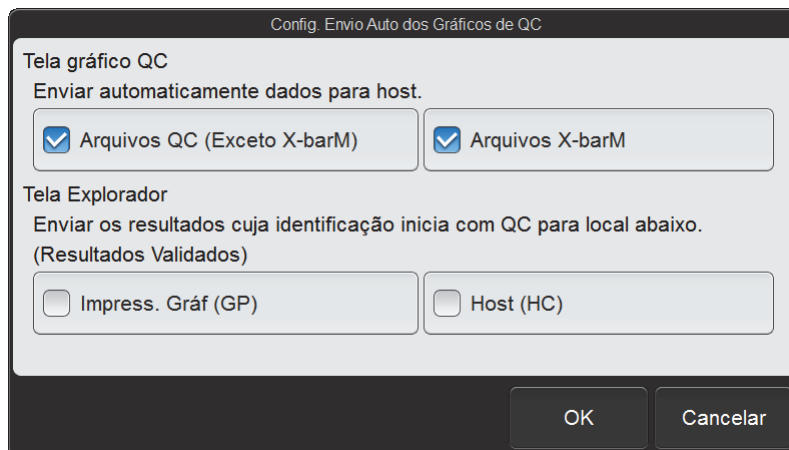 Config. Envio Auto dos Gráficos de QC
Tela gráfico QC
Enviar automaticamente dados para host.
Arquivos QC (Exceto X-barM)
Arquivos X-barM
Tela Explorador
Enviar os resultados cuja identificação inicia com QC para local abaixo.
(Resultados Validados)
Impress. Gráf (GP)
Host (HC)
OK
Cancelar